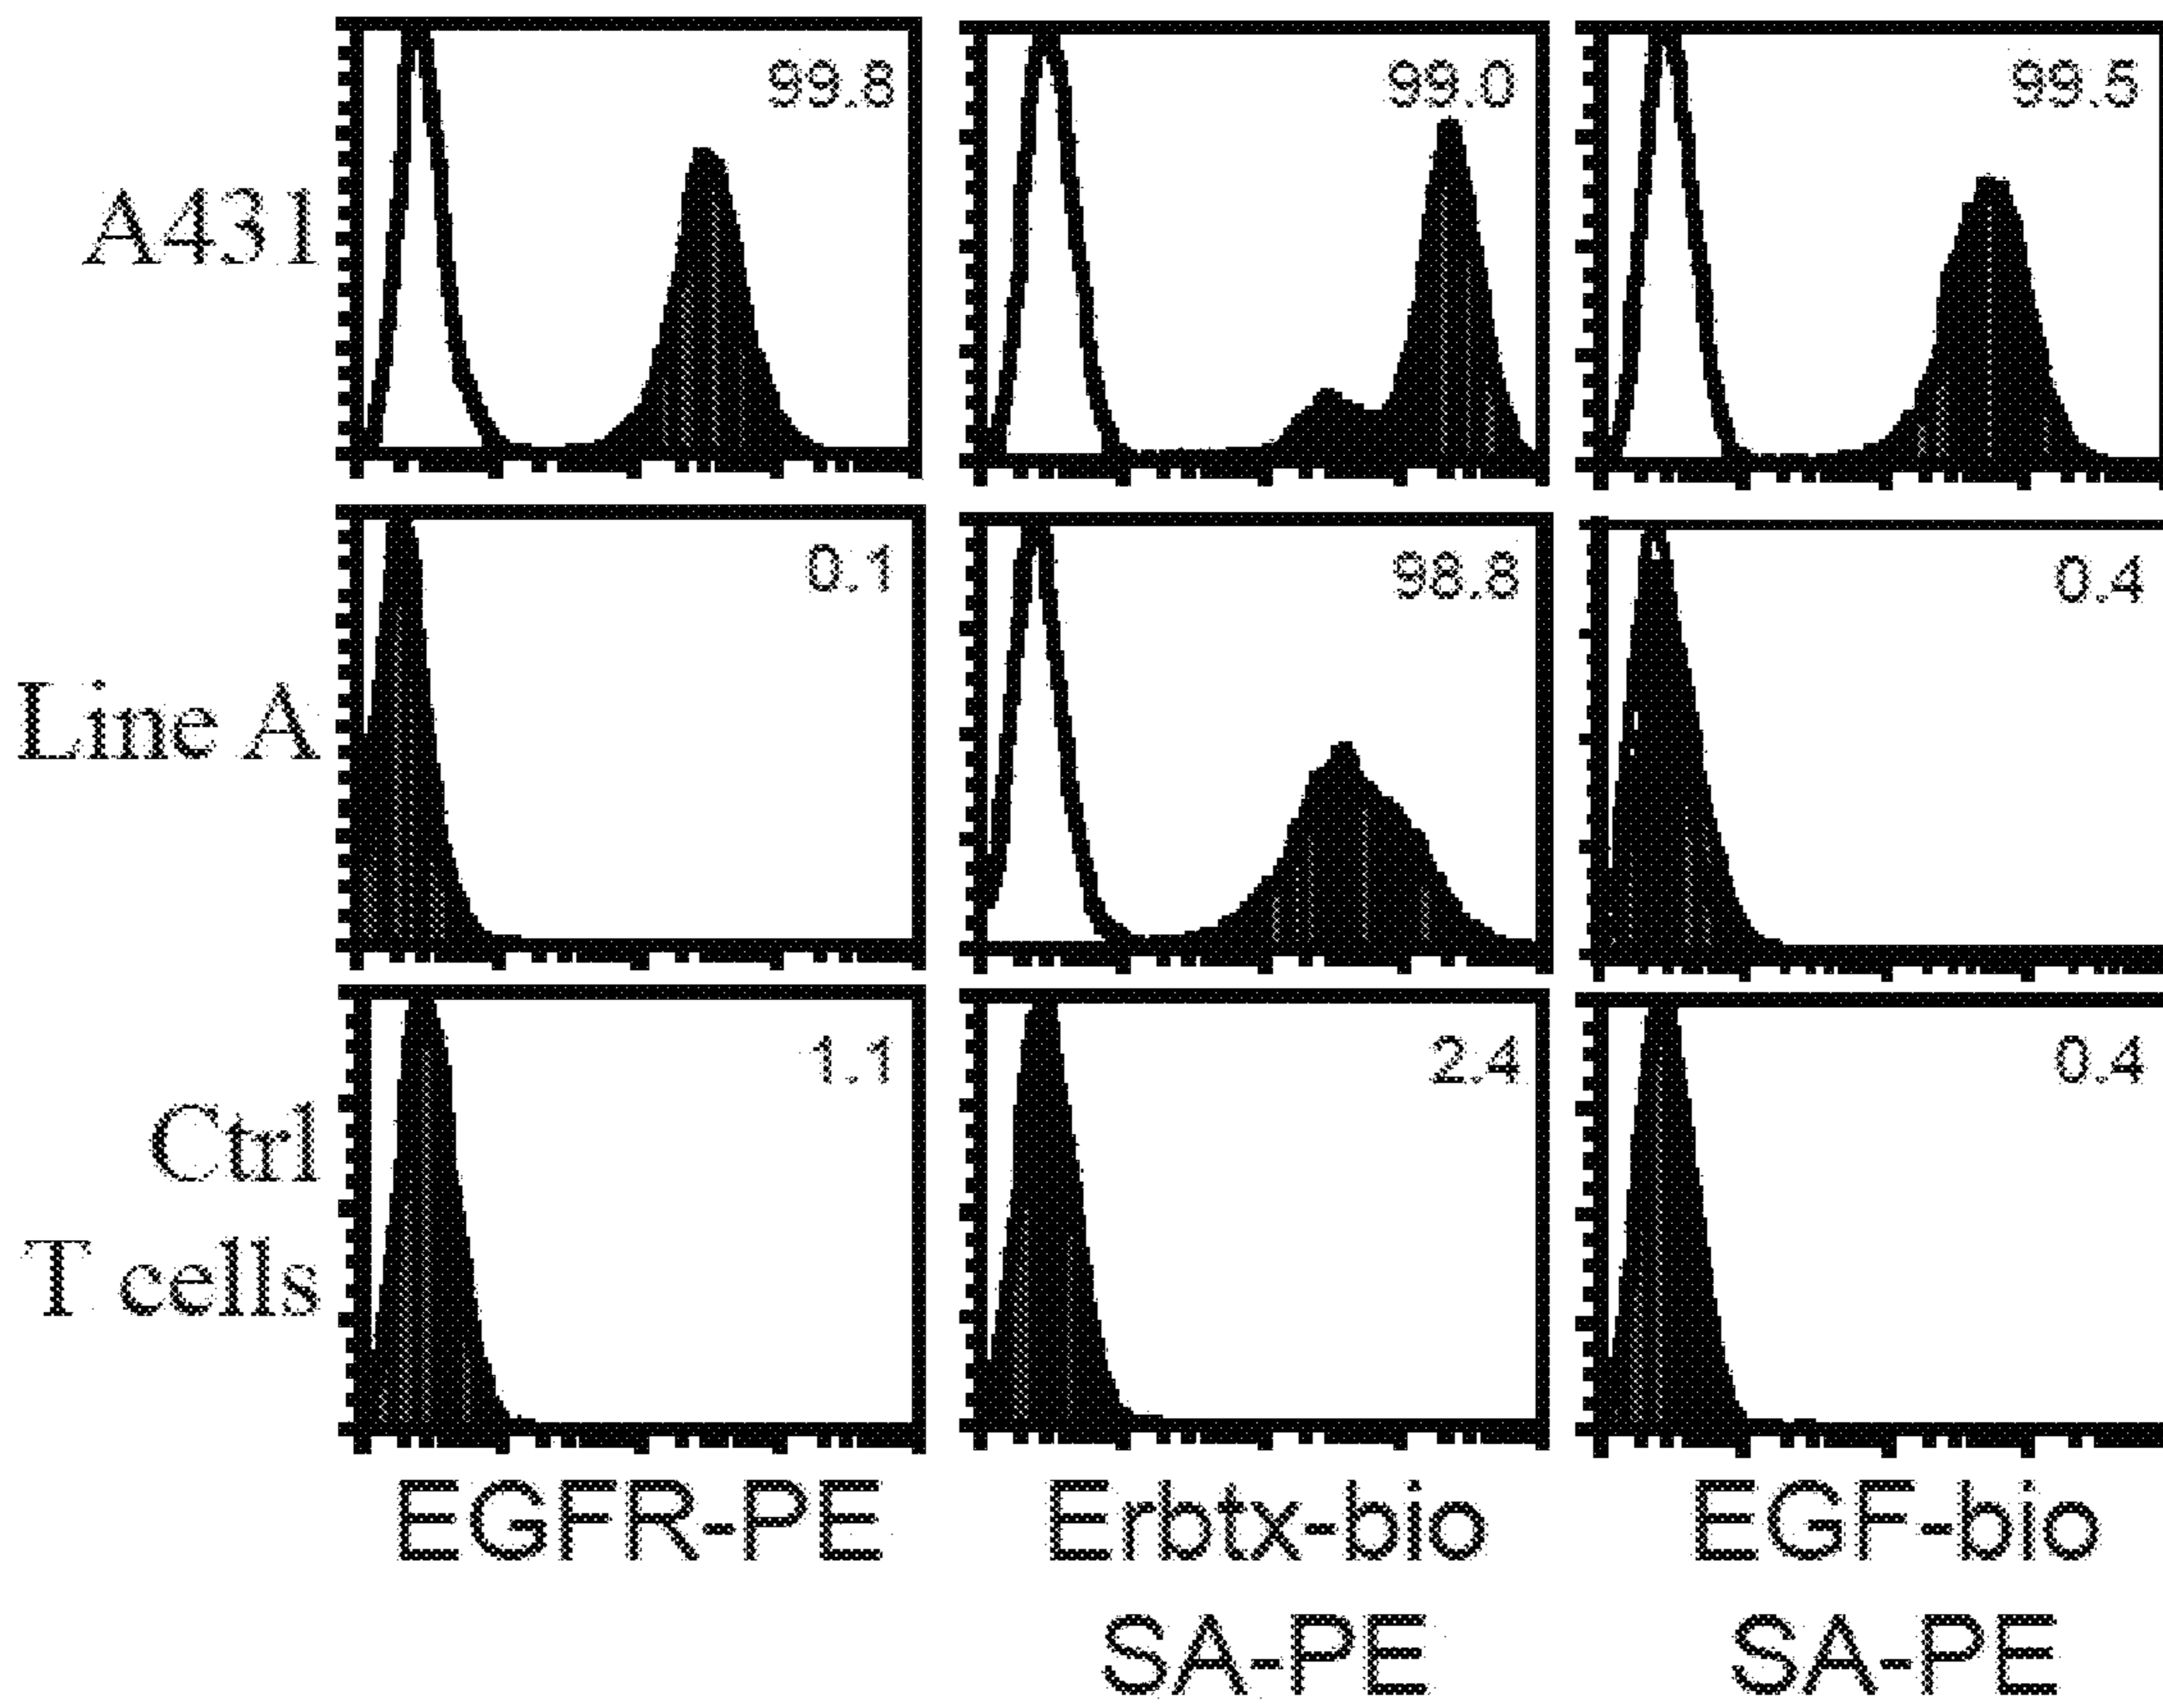 A431
99.8
99.0
99.5
Line A
0.1
98.8
0.4
Ctrl
T cells
1.1
2.4
0.4
EGFR-PE
Erbtx-bio
SA-PE
EGF-bio
SA-PE